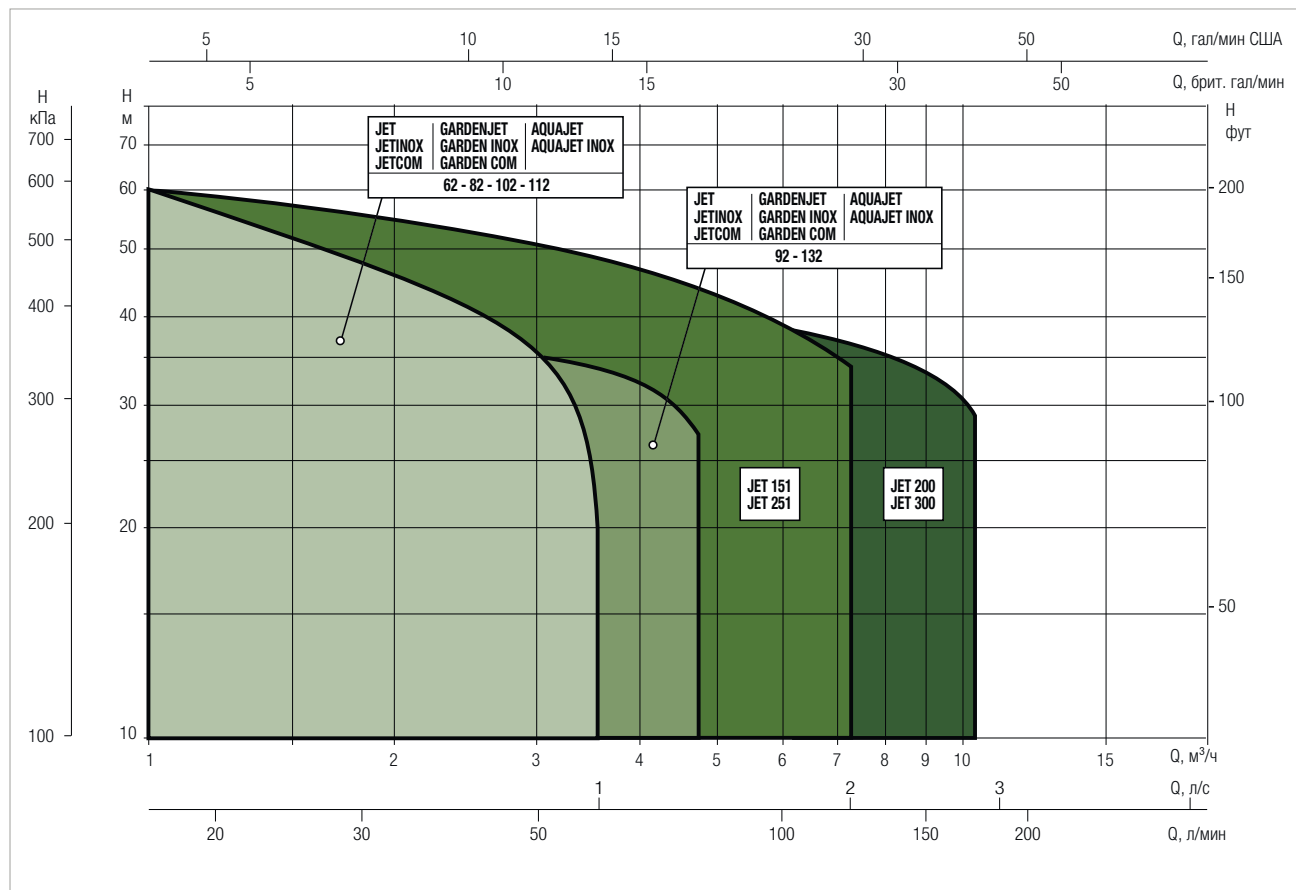 5 10 15 30 50 Q, гал/мин США
5 10 15 30 50 Q, брит. гал/мин
H кПа
H м
H фут
700 600 500 400 300 200 100
70 60 50 40 30 20 10
200 150 100 50
JET GARDENJET AQUAJET
JETINOX GARDEN INOX AQUAJET INOX
JETCOM GARDEN COM
62 - 82 - 102 - 112
JET GARDENJET AQUAJET
JETINOX GARDEN INOX AQUAJET INOX
JETCOM GARDEN COM
92 - 132
JET 151
JET 251
JET 200
JET 300
1 2 3 4 5 6 7 8 9 10 15 Q, м³/ч
1 2 3 Q, л/с
20 30 50 100 150 200 Q, л/мин